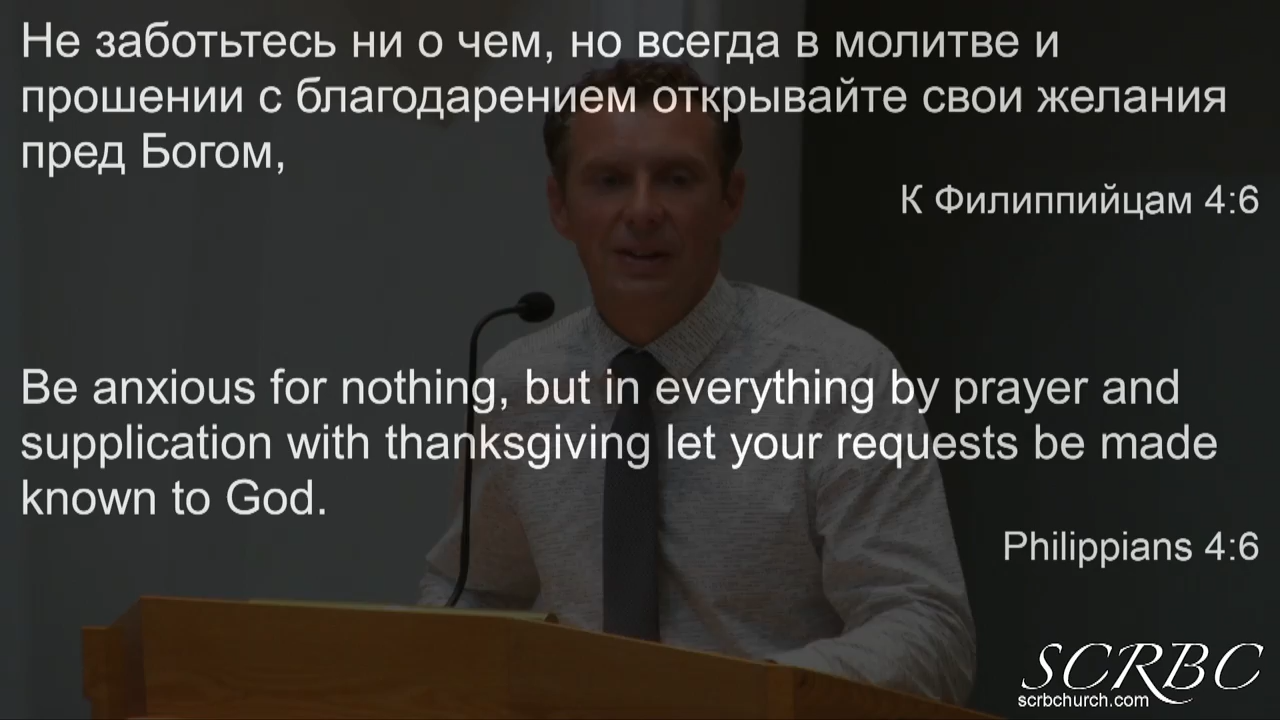 Не заботьтесь ни о чем, но всегда в молитве и
прошении с благодарением открывайте свои желания
пред Богом,
К Филиппийцам 4:6
Be anxious for nothing, but in everything by prayer and
supplication with thanksgiving let your requests be made
known to God.
Philippians 4:6
SCRBC
scrbchurch.com